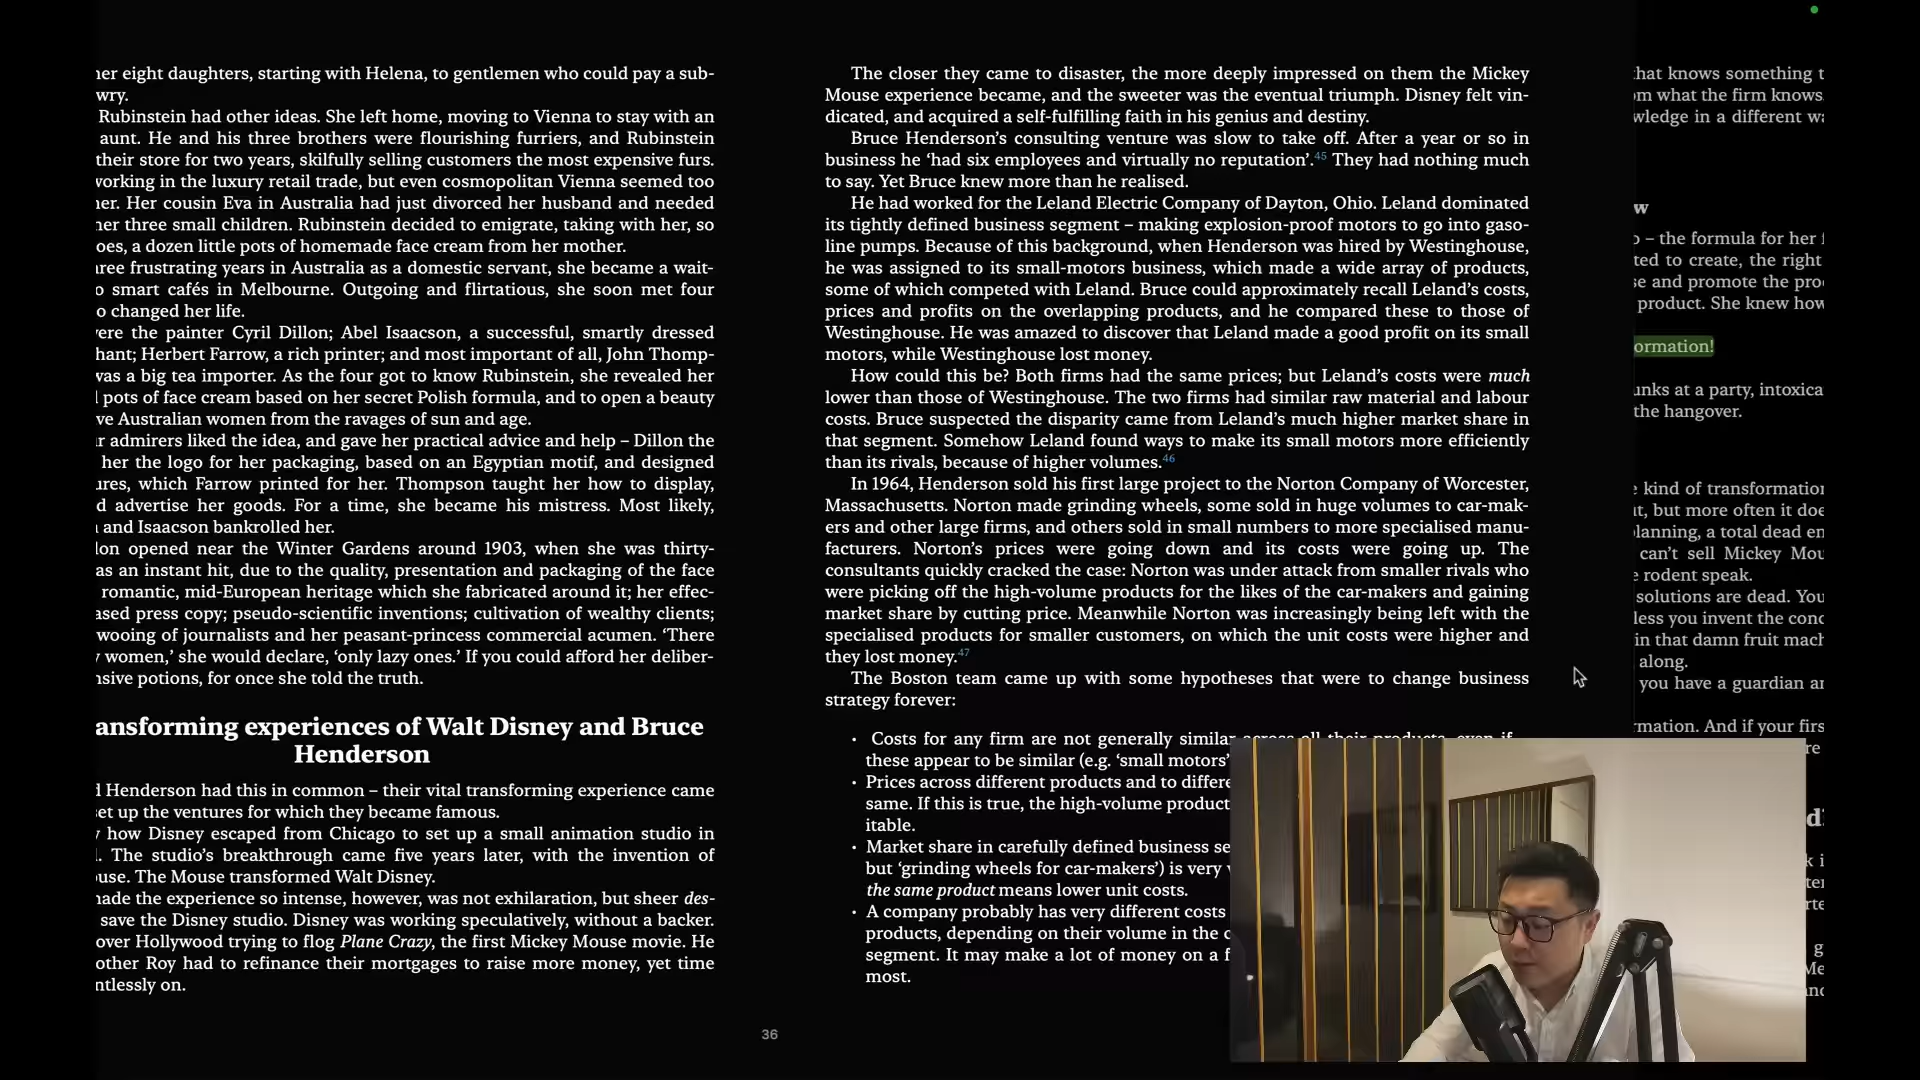 her eight daughters, starting with Helena, to gentlemen who could pay a sub-
wry.
Rubinstein had other ideas. She left home, moving to Vienna to stay with an
aunt. He and his three brothers were flourishing furriers, and Rubinstein
their store for two years, skilfully selling customers the most expensive furs.
working in the luxury retail trade, but even cosmopolitan Vienna seemed too
her. Her cousin Eva in Australia had just divorced her husband and needed
her three small children. Rubinstein decided to emigrate, taking with her, so
oes, a dozen little pots of homemade face cream from her mother.
hree frustrating years in Australia as a domestic servant, she became a wait-
o smart cafés in Melbourne. Outgoing and flirtatious, she soon met four
o changed her life.
were the painter Cyril Dillon; Abel Isaacson, a successful, smartly dressed
hant; Herbert Farrow, a rich printer; and most important of all, John Thomp-
was a big tea importer. As the four got to know Rubinstein, she revealed her
l pots of face cream based on her secret Polish formula, and to open a beauty
ve Australian women from the ravages of sun and age.
ur admirers liked the idea, and gave her practical advice and help – Dillon the
her the logo for her packaging, based on an Egyptian motif, and designed
ures, which Farrow printed for her. Thompson taught her how to display,
d advertise her goods. For a time, she became his mistress. Most likely,
n and Isaacson bankrolled her.
lon opened near the Winter Gardens around 1903, when she was thirty-
as an instant hit, due to the quality, presentation and packaging of the face
romantic, mid-European heritage which she fabricated around it; her effec-
ased press copy; pseudo-scientific inventions; cultivation of wealthy clients;
wooing of journalists and her peasant-princess commercial acumen. ‘There
y women,’ she would declare, ‘only lazy ones.’ If you could afford her deliber-
nsive potions, for once she told the truth.
ansforming experiences of Walt Disney and Bruce
Henderson
d Henderson had this in common – their vital transforming experience came
set up the ventures for which they became famous.
y how Disney escaped from Chicago to set up a small animation studio in
l. The studio’s breakthrough came five years later, with the invention of
ouse. The Mouse transformed Walt Disney.
made the experience so intense, however, was not exhilaration, but sheer des-
save the Disney studio. Disney was working speculatively, without a backer.
over Hollywood trying to flog Plane Crazy, the first Mickey Mouse movie. He
other Roy had to refinance their mortgages to raise more money, yet time
ntlessly on.
The closer they came to disaster, the more deeply impressed on them the Mickey
Mouse experience became, and the sweeter was the eventual triumph. Disney felt vin-
dicated, and acquired a self-fulfilling faith in his genius and destiny.
Bruce Henderson’s consulting venture was slow to take off. After a year or so in
business he ‘had six employees and virtually no reputation’.45 They had nothing much
to say. Yet Bruce knew more than he realised.
He had worked for the Leland Electric Company of Dayton, Ohio. Leland dominated
its tightly defined business segment – making explosion-proof motors to go into gaso-
line pumps. Because of this background, when Henderson was hired by Westinghouse,
he was assigned to its small-motors business, which made a wide array of products,
some of which competed with Leland. Bruce could approximately recall Leland’s costs,
prices and profits on the overlapping products, and he compared these to those of
Westinghouse. He was amazed to discover that Leland made a good profit on its small
motors, while Westinghouse lost money.
How could this be? Both firms had the same prices; but Leland’s costs were much
lower than those of Westinghouse. The two firms had similar raw material and labour
costs. Bruce suspected the disparity came from Leland’s much higher market share in
that segment. Somehow Leland found ways to make its small motors more efficiently
than its rivals, because of higher volumes.46
In 1964, Henderson sold his first large project to the Norton Company of Worcester,
Massachusetts. Norton made grinding wheels, some sold in huge volumes to car-mak-
ers and other large firms, and others sold in small numbers to more specialised manu-
facturers. Norton’s prices were going down and its costs were going up. The
consultants quickly cracked the case: Norton was under attack from smaller rivals who
were picking off the high-volume products for the likes of the car-makers and gaining
market share by cutting price. Meanwhile Norton was increasingly being left with the
specialised products for smaller customers, on which the unit costs were higher and
they lost money.47
The Boston team came up with some hypotheses that were to change business
strategy forever:
• Costs for any firm are not generally similar across all their products, even if
these appear to be similar (e.g. ‘small motors’
• Prices across different products and to differe
same. If this is true, the high-volume product
itable.
• Market share in carefully defined business se
but ‘grinding wheels for car-makers’) is very
the same product means lower unit costs.
• A company probably has very different costs
products, depending on their volume in the c
segment. It may make a lot of money on a f
most.
36
that knows something t
om what the firm knows.
wledge in a different wa
w
o – the formula for her f
ted to create, the right
se and promote the pro
product. She knew how
ormation!
unks at a party, intoxica
the hangover.
e kind of transformation
ut, but more often it doe
planning, a total dead en
can’t sell Mickey Mou
e rodent speak.
solutions are dead. You
less you invent the conc
in that damn fruit mach
along.
you have a guardian an
rmation. And if your firs
re
d?